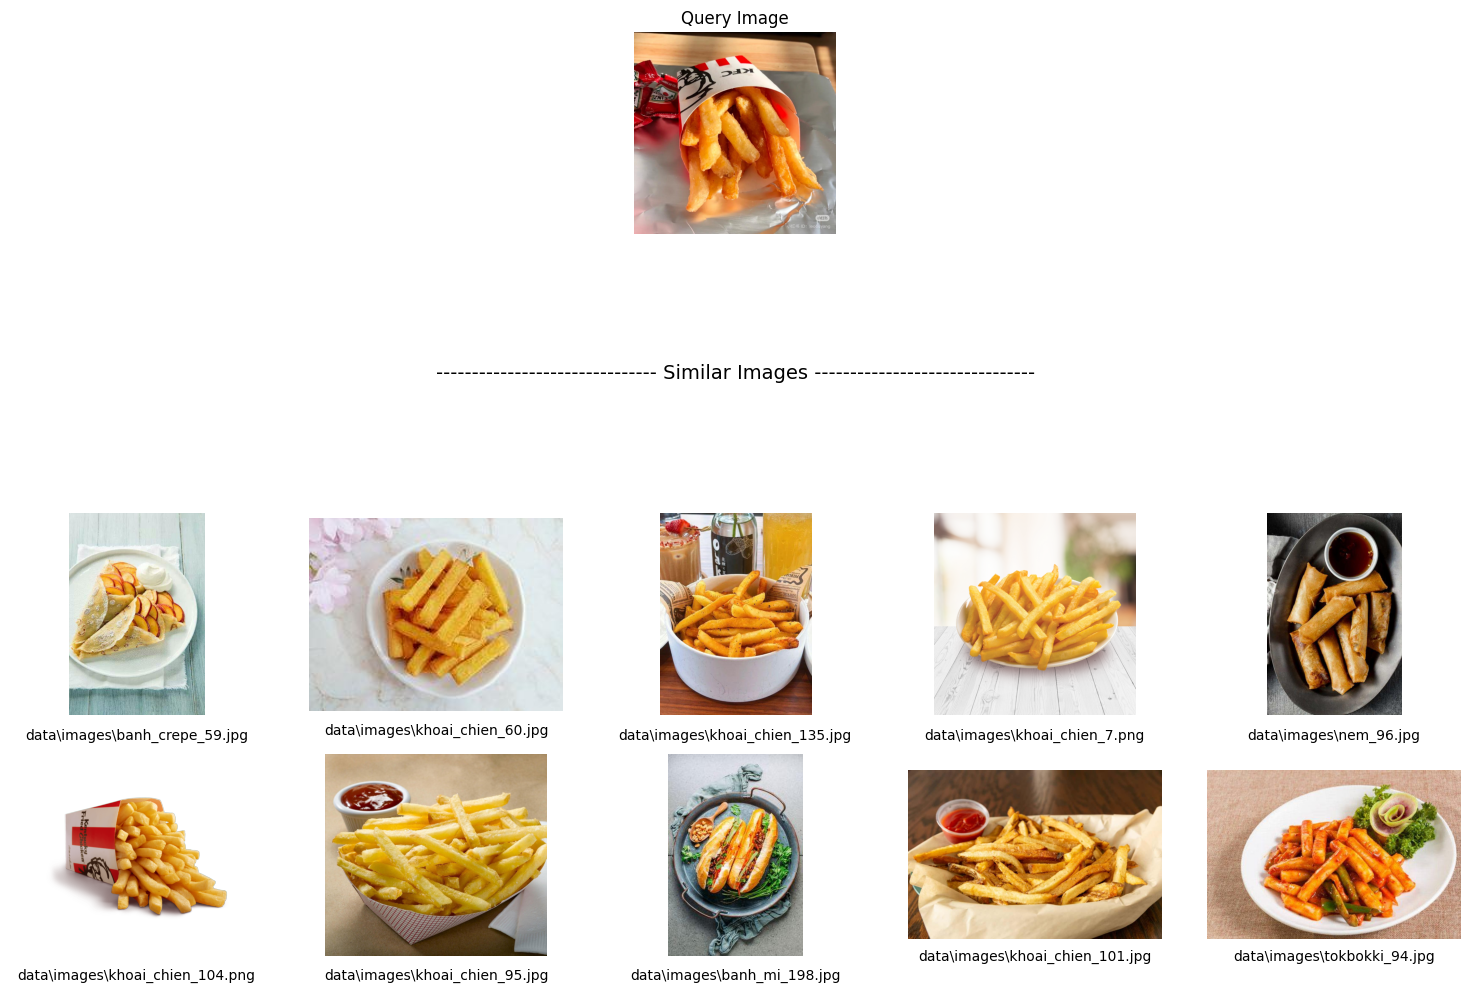 Query Image
KFC
------------------------------- Similar Images -------------------------------
data\images\banh_crepe_59.jpg
data\images\khoai_chien_60.jpg
data\images\khoai_chien_135.jpg
data\images\khoai_chien_7.png
data\images\nem_96.jpg
data\images\khoai_chien_104.png
data\images\khoai_chien_95.jpg
data\images\banh_mi_198.jpg
data\images\khoai_chien_101.jpg
data\images\tokbokki_94.jpg